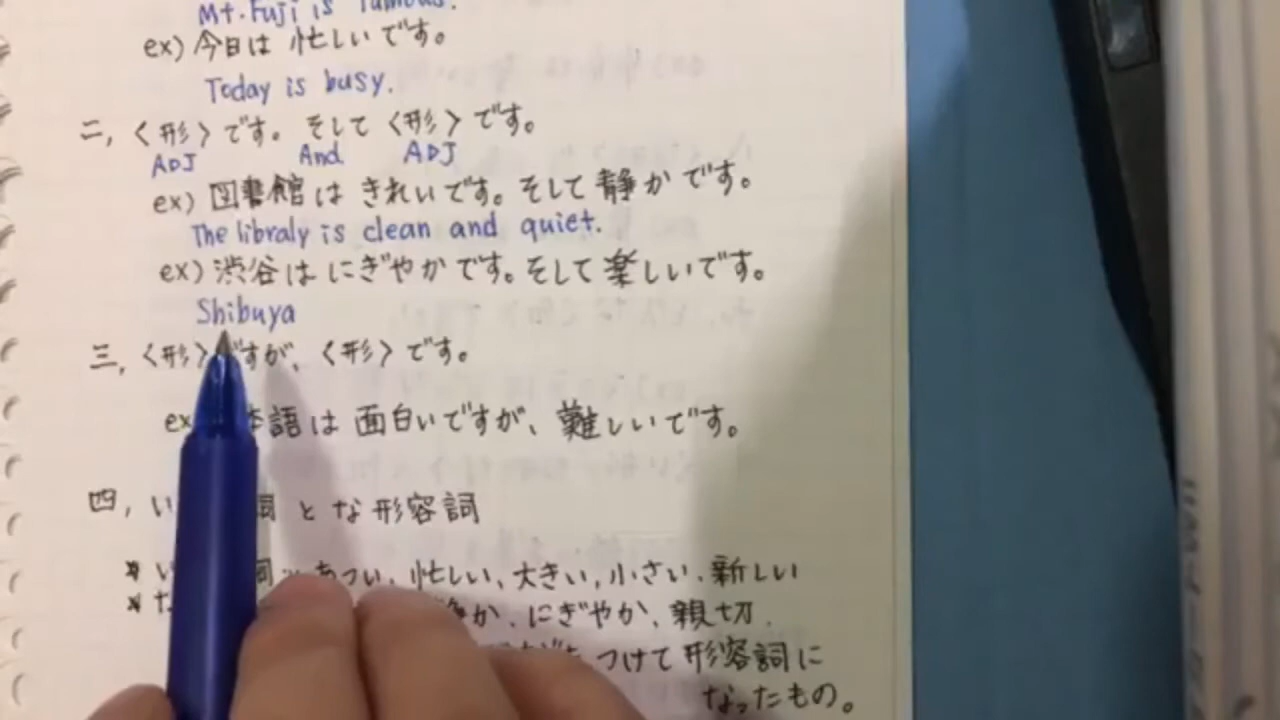 Mt. Fuji is famous.
ex) 今日は 忙しいです。
Today is busy.
二, 〈形〉です。そして〈形〉です。
ADJ And ADJ
ex) 図書館は きれいです。そして静かです。
The libraly is clean and quiet.
ex) 渋谷は にぎやかです。そして楽しいです。
Shibuya
三, 〈形〉ですが、〈形〉です。
ex 語は 面白いですが、難しいです。
四, い 詞 と な形容詞
* い 詞 あつい、忙しい、大きい、小さい、新しい
* な か、にぎやか、親切
つけて 形容詞に
なったもの。